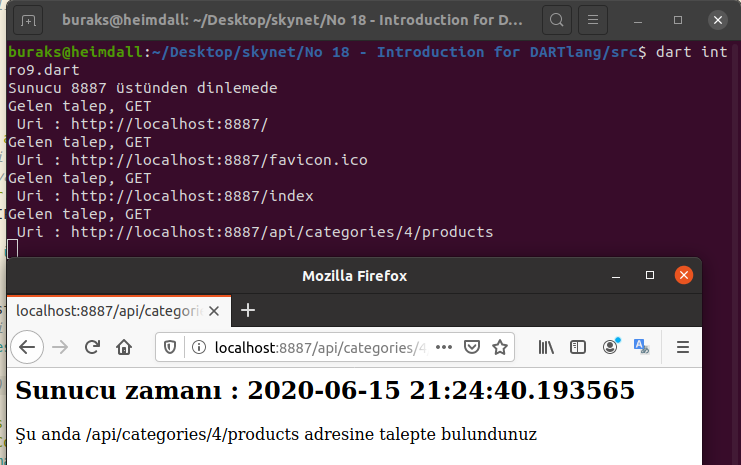 buraks@heimdall: ~/Desktop/skynet/No 18 - Introduction for D...
buraks@heimdall:~/Desktop/skynet/No 18 - Introduction for DARTlang/src$ dart int
ro9.dart
Sunucu 8887 üstünden dinlemede
Gelen talep, GET
Uri : http://localhost:8887/
Gelen talep, GET
Uri : http://localhost:8887/favicon.ico
Gelen talep, GET
Uri : http://localhost:8887/index
Gelen talep, GET
Uri : http://localhost:8887/api/categories/4/products
Mozilla Firefox
localhost:8887/api/categorie
localhost:8887/api/categories/4
Sunucu zamanı : 2020-06-15 21:24:40.193565
Şu anda /api/categories/4/products adresine talepte bulundunuz